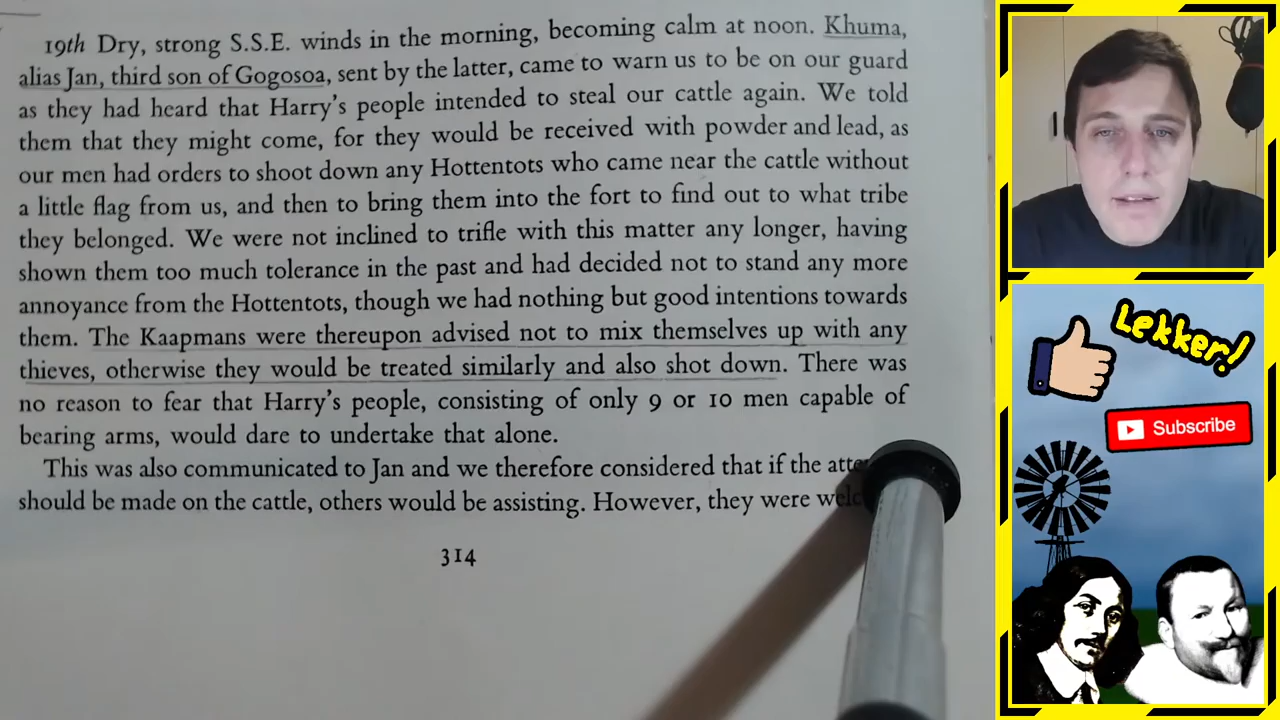 19th Dry, strong S.S.E. winds in the morning, becoming calm at noon. Khuma,
alias Jan, third son of Gogosoa, sent by the latter, came to warn us to be on our guard
as they had heard that Harry's people intended to steal our cattle again. We told
them that they might come, for they would be received with powder and lead, as
our men had orders to shoot down any Hottentots who came near the cattle without
a little flag from us, and then to bring them into the fort to find out to what tribe
they belonged. We were not inclined to trifle with this matter any longer, having
shown them too much tolerance in the past and had decided not to stand any more
annoyance from the Hottentots, though we had nothing but good intentions towards
them. The Kaapmans were thereupon advised not to mix themselves up with any
thieves, otherwise they would be treated similarly and also shot down. There was
no reason to fear that Harry's people, consisting of only 9 or 10 men capable of
bearing arms, would dare to undertake that alone.
This was also communicated to Jan and we therefore considered that if the
should be made on the cattle, others would be assisting. However, they were
314
Lekker!
Subscribe